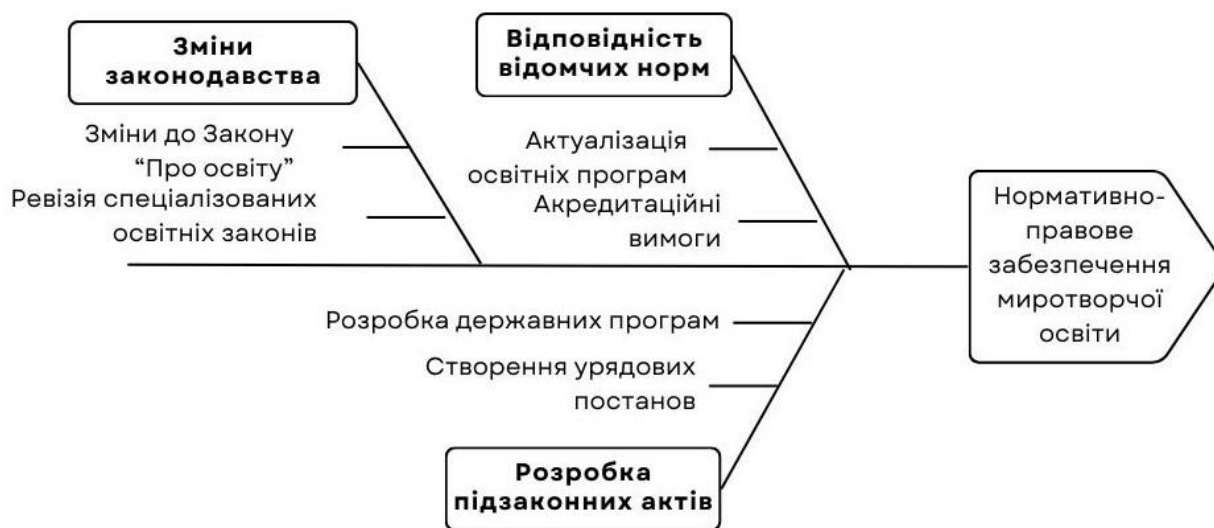 Зміни
законодавства
Зміни до Закону
“Про освіту”
Ревізія спеціалізованих
освітніх законів
Відповідність
відомчих норм
Актуалізація
освітніх програм
Акредитаційні
вимоги
Розробка державних програм
Створення урядових
постанов
Розробка
підзаконних актів
Нормативно-
правове
забезпечення
миротворчої
освіти